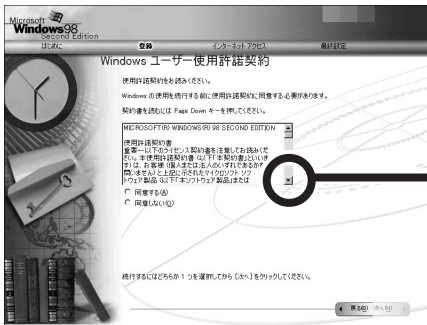 Microsoft
Windows98
Second Edition
はじめに 登録 インターネット アクセス 最終設定
Windows ユーザー使用許諾契約
使用許諾契約をお読みください。
Windows の使用を続行する前に使用許諾契約に同意する必要があります。
契約書を読むには Page Down キーを押してください。
MICROSOFT(R) WINDOWS(R) 98 SECOND EDITION
使用許諾契約書
重要－以下のライセンス契約書を注意してお読みくだ
さい。本使用許諾契約書 (以下「本契約書」といいま
す) は、お客様 (個人または法人のいずれであるかを
問いません) と上記に示されたマイクロソフト ソフ
トウェア製品 (以下「本ソフトウェア製品」または
同意する(A)
同意しない(O)
続行するにはどちらか 1 つを選択してから [次へ] をクリックしてください。
戻る(B) 次へ(N)